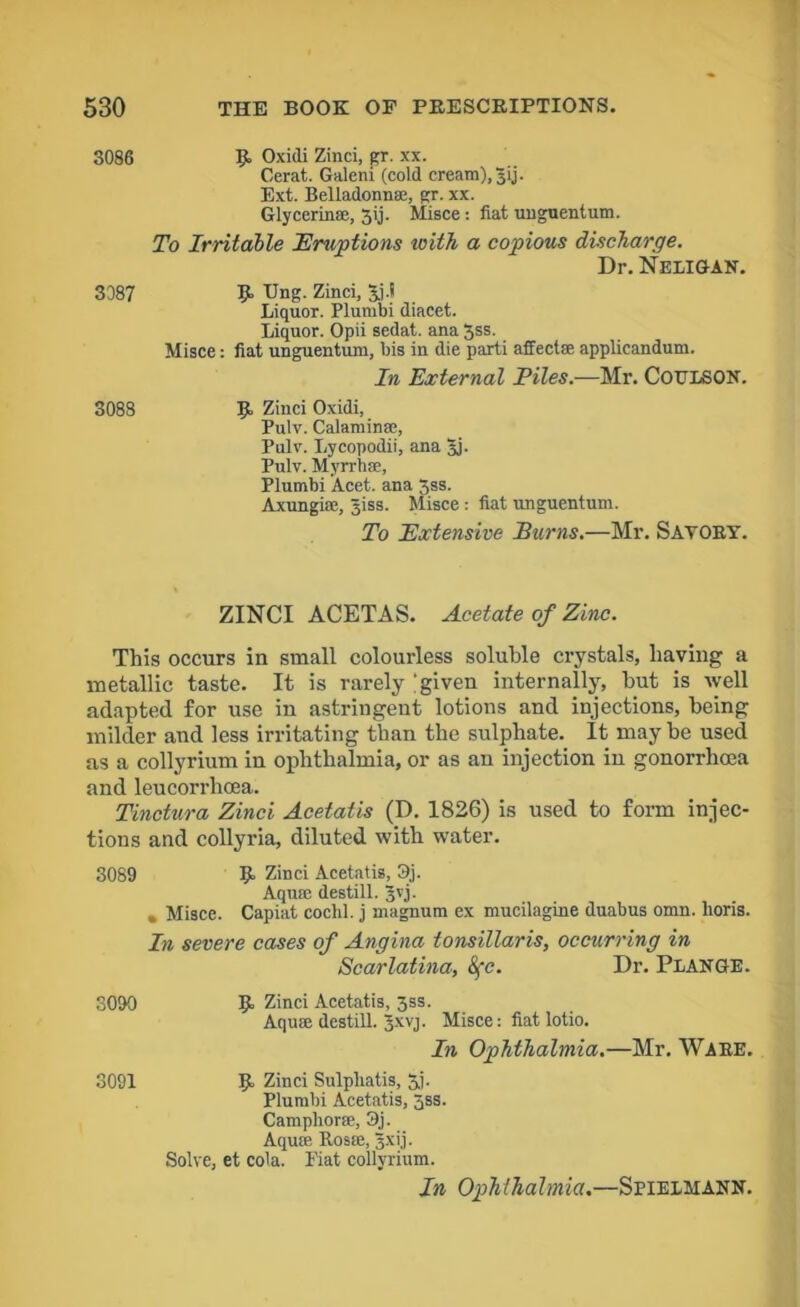 530 THE BOOK OF PRESCRIPTIONS.
3086 ℞ Oxidi Zinci, gr. xx.
Cerat. Galeni (cold cream), ℥ij.
Ext. Belladonnæ, gr. xx.
Glycerinæ, ʒij. Misce: fiat unguentum.
To Irritable Eruptions with a copious discharge.
Dr. NELIGAN.
3087 ℞ Ung. Zinci, ℥j.
Liquor. Plumbi diacet.
Liquor. Opii sedat. ana ʒss.
Misce: fiat unguentum, bis in die parti affectæ applicandum.
In External Piles.—Mr. COULSON.
3088 ℞ Zinci Oxidi,
Pulv. Calaminæ,
Pulv. Lycopodii, ana ℥j.
Pulv. Myrrhæ,
Plumbi Acet. ana ʒss.
Axungiæ, ℥iss. Misce: fiat unguentum.
To Extensive Burns.—Mr. SAVORY.
ZINCI ACETAS. Acetate of Zinc.
This occurs in small colourless soluble crystals, having a
metallic taste. It is rarely given internally, but is well
adapted for use in astringent lotions and injections, being
milder and less irritating than the sulphate. It may be used
as a collyrium in ophthalmia, or as an injection in gonorrhœa
and leucorrhœa.
Tinctura Zinci Acetatis (D. 1826) is used to form injec-
tions and collyria, diluted with water.
3089 ℞ Zinci Acetatis, ℈j.
Aquæ destill. ℥vj.
Misce. Capiat cochl. j magnum ex mucilagine duabus omn. horis.
In severe cases of Angina tonsillaris, occurring in
Scarlatina, &c. Dr. PLANGE.
3090 ℞ Zinci Acetatis, ʒss.
Aquæ destill. ℥xvj. Misce: fiat lotio.
In Ophthalmia.—Mr. WARE.
3091 ℞ Zinci Sulphatis, ʒj.
Plumbi Acetatis, ʒss.
Camphoræ, ℈j.
Aquæ Rosæ, ℥xij.
Solve, et cola. Fiat collyrium.
In Ophthalmia.—SPIELMANN.